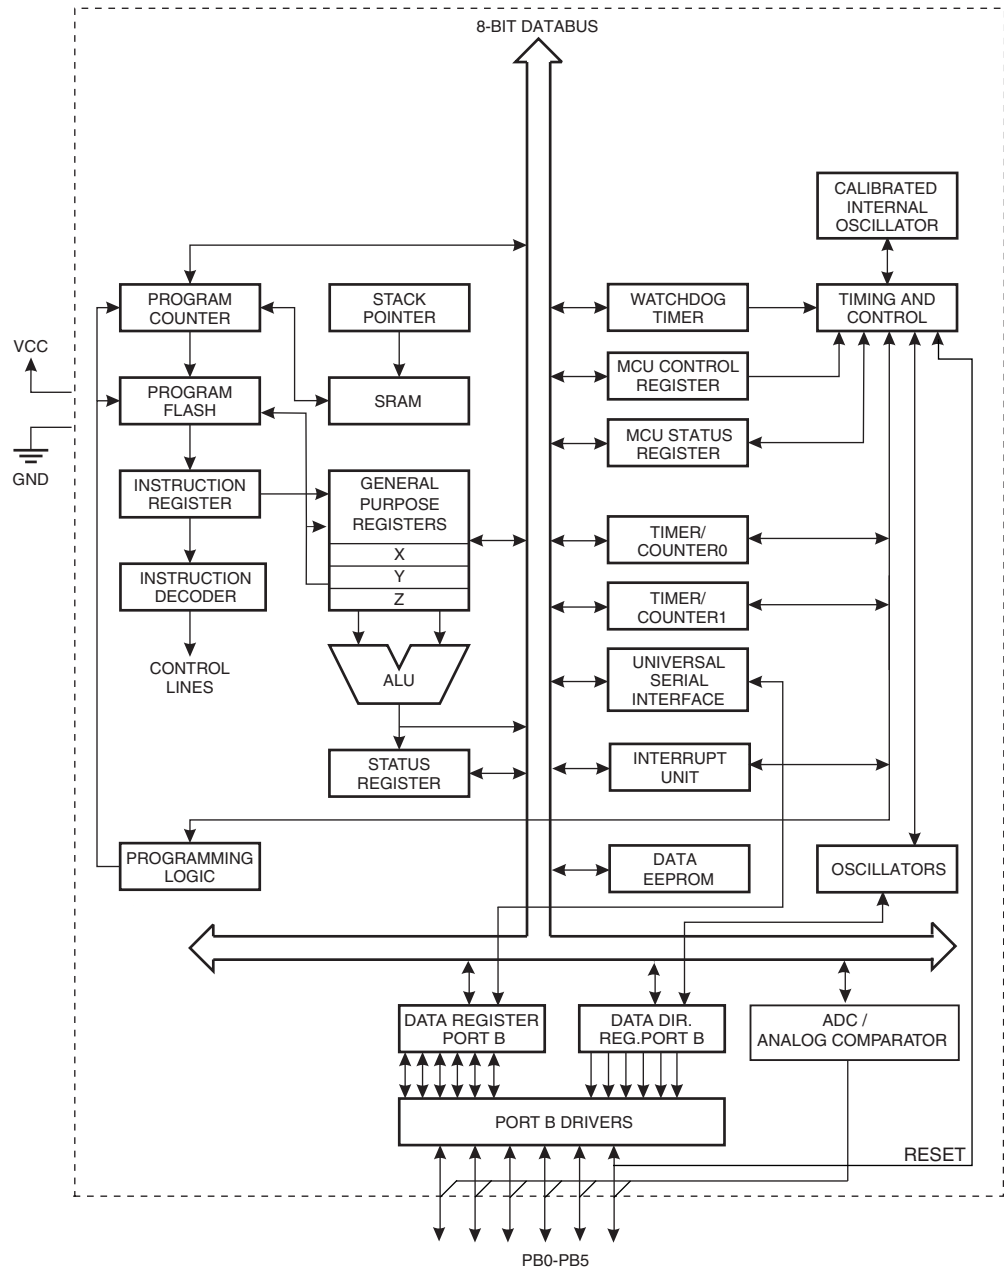 8-BIT DATABUS
CALIBRATED
INTERNAL
OSCILLATOR
PROGRAM
COUNTER
STACK
POINTER
WATCHDOG
TIMER
TIMING AND
CONTROL
VCC
PROGRAM
FLASH
SRAM
MCU CONTROL
REGISTER
MCU STATUS
REGISTER
GND
INSTRUCTION
REGISTER
GENERAL
PURPOSE
REGISTERS
X
Y
Z
TIMER/
COUNTER0
INSTRUCTION
DECODER
TIMER/
COUNTER1
CONTROL
LINES
ALU
UNIVERSAL
SERIAL
INTERFACE
STATUS
REGISTER
INTERRUPT
UNIT
PROGRAMMING
LOGIC
DATA
EEPROM
OSCILLATORS
DATA REGISTER
PORT B
DATA DIR.
REG.PORT B
ADC /
ANALOG COMPARATOR
PORT B DRIVERS
RESET
PB0-PB5